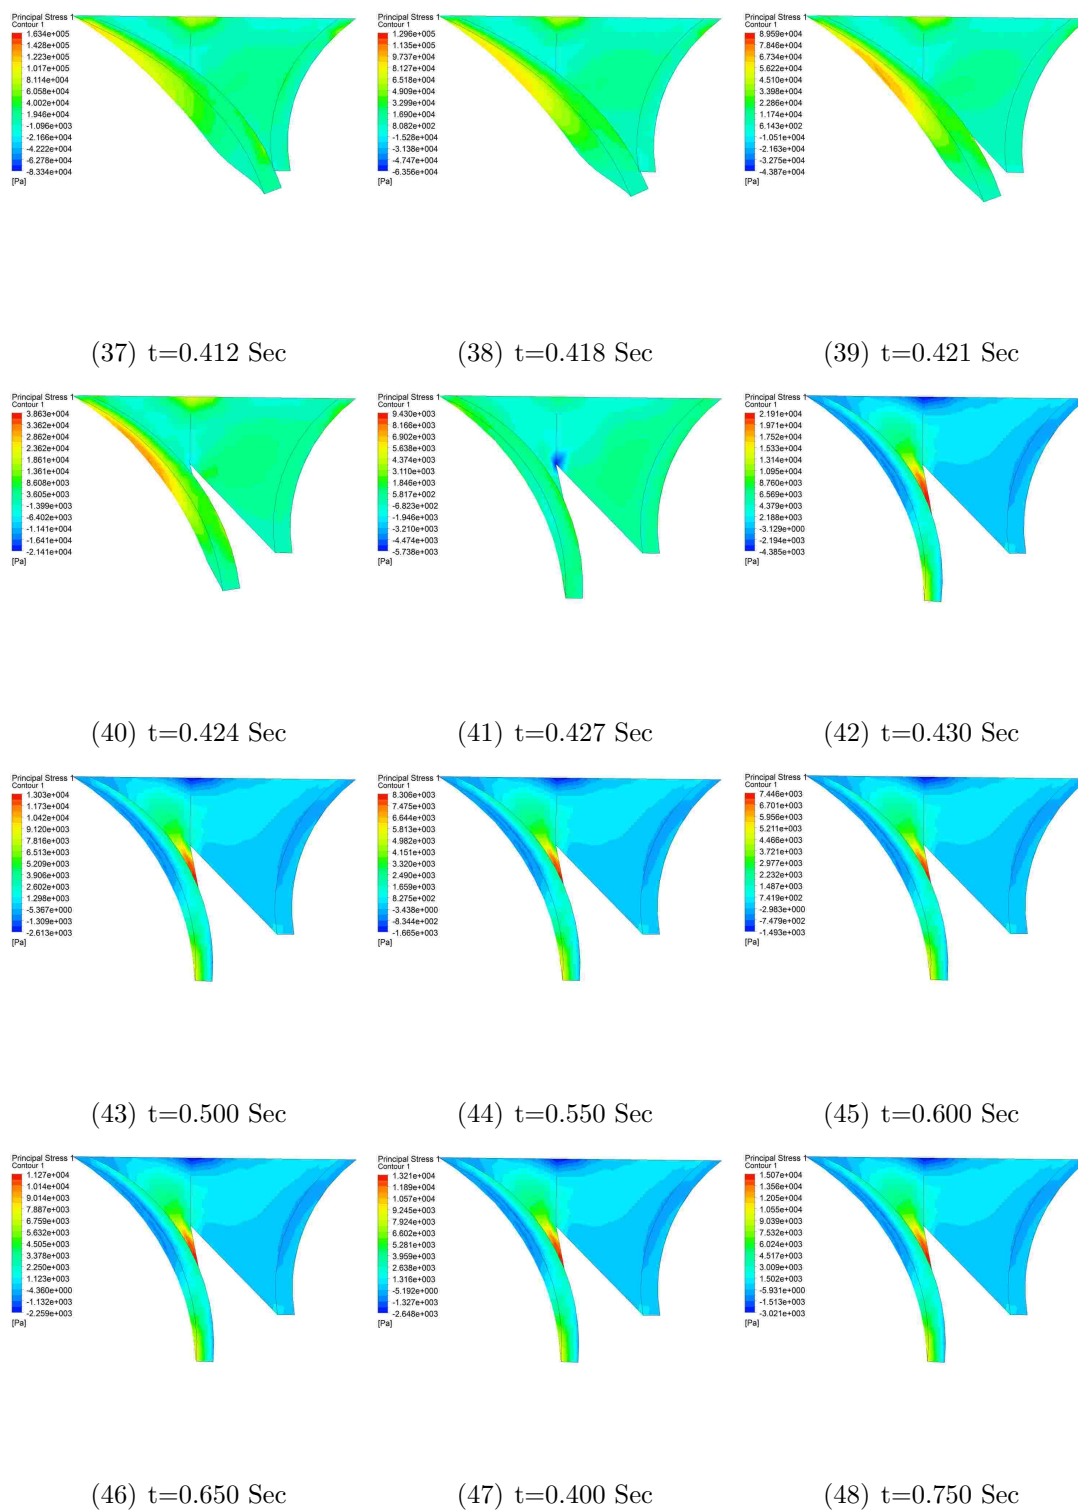 Principal Stress 1
Contour 1
1.634e+005
1.428e+005
1.223e+005
1.017e+005
8.114e+004
6.058e+004
4.002e+004
1.946e+004
-1.096e+003
-2.166e+004
-4.222e+004
-6.278e+004
-8.334e+004
[Pa]
(37) t=0.412 Sec
Principal Stress 1
Contour 1
1.296e+005
1.135e+005
9.737e+004
8.127e+004
6.518e+004
4.909e+004
3.299e+004
1.690e+004
8.082e+002
-1.528e+004
-3.138e+004
-4.747e+004
-6.356e+004
[Pa]
(38) t=0.418 Sec
Principal Stress 1
Contour 1
8.959e+004
7.846e+004
6.734e+004
5.622e+004
4.510e+004
3.398e+004
2.286e+004
1.174e+004
6.143e+002
-1.051e+004
-2.163e+004
-3.275e+004
-4.387e+004
[Pa]
(39) t=0.421 Sec
Principal Stress 1
Contour 1
3.863e+004
3.362e+004
2.862e+004
2.362e+004
1.861e+004
1.361e+004
8.608e+003
3.605e+003
-1.399e+003
-6.402e+003
-1.141e+004
-1.641e+004
-2.141e+004
[Pa]
(40) t=0.424 Sec
Principal Stress 1
Contour 1
9.430e+003
8.166e+003
6.902e+003
5.638e+003
4.374e+003
3.110e+003
1.846e+003
5.817e+002
-6.823e+002
-1.946e+003
-3.210e+003
-4.474e+003
-5.738e+003
[Pa]
(41) t=0.427 Sec
Principal Stress 1
Contour 1
2.191e+004
1.971e+004
1.752e+004
1.533e+004
1.314e+004
1.095e+004
8.760e+003
6.569e+003
4.379e+003
2.188e+003
-3.129e+000
-2.194e+003
-4.385e+003
[Pa]
(42) t=0.430 Sec
Principal Stress 1
Contour 1
1.303e+004
1.173e+004
1.042e+004
9.120e+003
7.816e+003
6.513e+003
5.209e+003
3.906e+003
2.602e+003
1.298e+003
-5.367e+000
-1.309e+003
-2.613e+003
[Pa]
(43) t=0.500 Sec
Principal Stress 1
Contour 1
8.306e+003
7.475e+003
6.644e+003
5.813e+003
4.982e+003
4.151e+003
3.320e+003
2.490e+003
1.659e+003
8.275e+002
-3.438e+000
-8.344e+002
-1.665e+003
[Pa]
(44) t=0.550 Sec
Principal Stress 1
Contour 1
7.446e+003
6.701e+003
5.956e+003
5.211e+003
4.466e+003
3.721e+003
2.977e+003
2.232e+003
1.487e+003
7.419e+002
-2.983e+000
-7.479e+002
-1.493e+003
[Pa]
(45) t=0.600 Sec
Principal Stress 1
Contour 1
1.127e+004
1.014e+004
9.014e+003
7.887e+003
6.759e+003
5.632e+003
4.505e+003
3.378e+003
2.250e+003
1.123e+003
-4.360e+000
-1.132e+003
-2.259e+003
[Pa]
(46) t=0.650 Sec
Principal Stress 1
Contour 1
1.321e+004
1.189e+004
1.057e+004
9.245e+003
7.924e+003
6.602e+003
5.281e+003
3.959e+003
2.638e+003
1.316e+003
-5.192e+000
-1.327e+003
-2.648e+003
[Pa]
(47) t=0.400 Sec
Principal Stress 1
Contour 1
1.507e+004
1.356e+004
1.205e+004
1.055e+004
9.039e+003
7.532e+003
6.024e+003
4.517e+003
3.009e+003
1.502e+003
-5.931e+000
-1.513e+003
-3.021e+003
[Pa]
(48) t=0.750 Sec